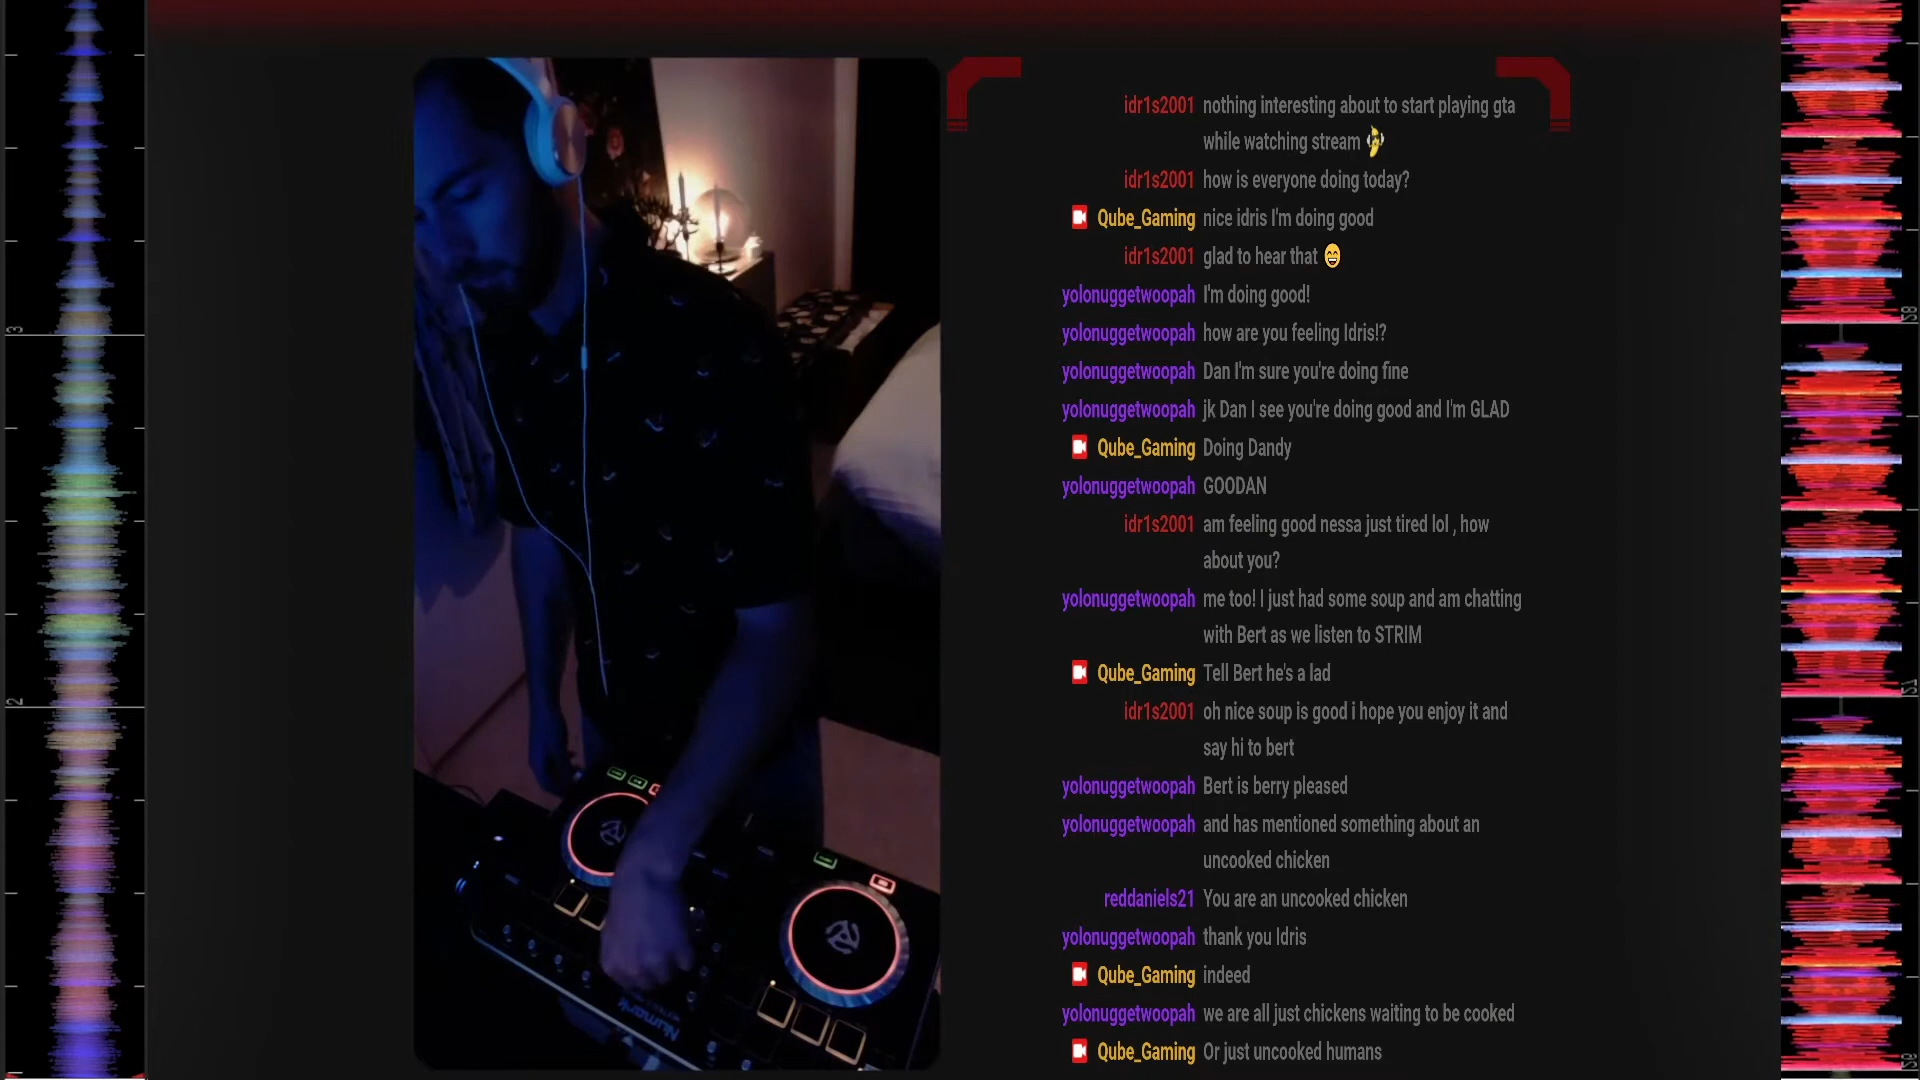 idr1s2001 nothing interesting about to start playing gta
while watching stream
idr1s2001 how is everyone doing today?
Qube_Gaming nice idris I'm doing good
idr1s2001 glad to hear that 😁
yolonuggetwoopah I'm doing good!
yolonuggetwoopah how are you feeling Idris!?
yolonuggetwoopah Dan I'm sure you're doing fine
yolonuggetwoopah jk Dan I see you're doing good and I'm GLAD
Qube_Gaming Doing Dandy
yolonuggetwoopah GOODAN
idr1s2001 am feeling good nessa just tired lol , how
about you?
yolonuggetwoopah me too! I just had some soup and am chatting
with Bert as we listen to STRIM
Qube_Gaming Tell Bert he's a lad
idr1s2001 oh nice soup is good i hope you enjoy it and
say hi to bert
yolonuggetwoopah Bert is berry pleased
yolonuggetwoopah and has mentioned something about an
uncooked chicken
reddaniels21 You are an uncooked chicken
yolonuggetwoopah thank you Idris
Qube_Gaming indeed
yolonuggetwoopah we are all just chickens waiting to be cooked
Qube_Gaming Or just uncooked humans
3
2
28
27
26
Numark